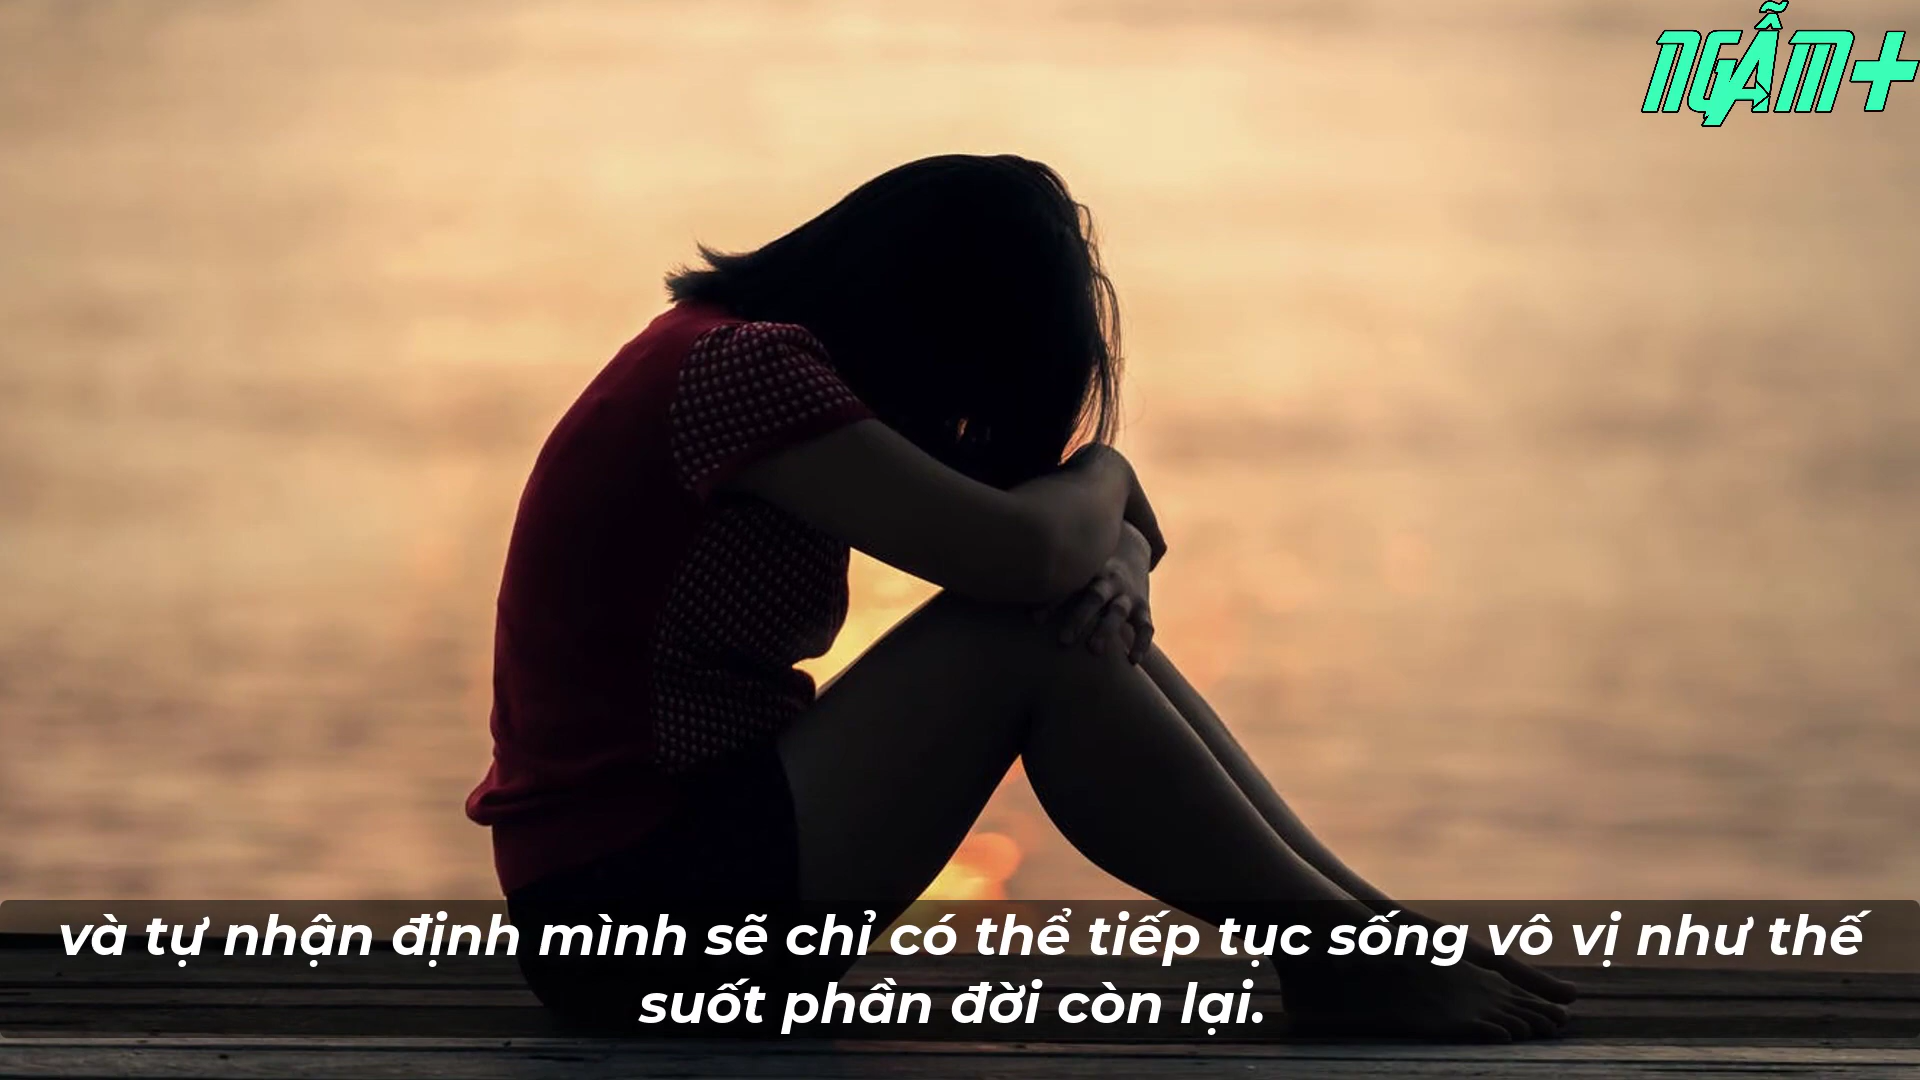 NGẪM+
và tự nhận định mình sẽ chỉ có thể tiếp tục sống vô vị như thế
suốt phần đời còn lại.